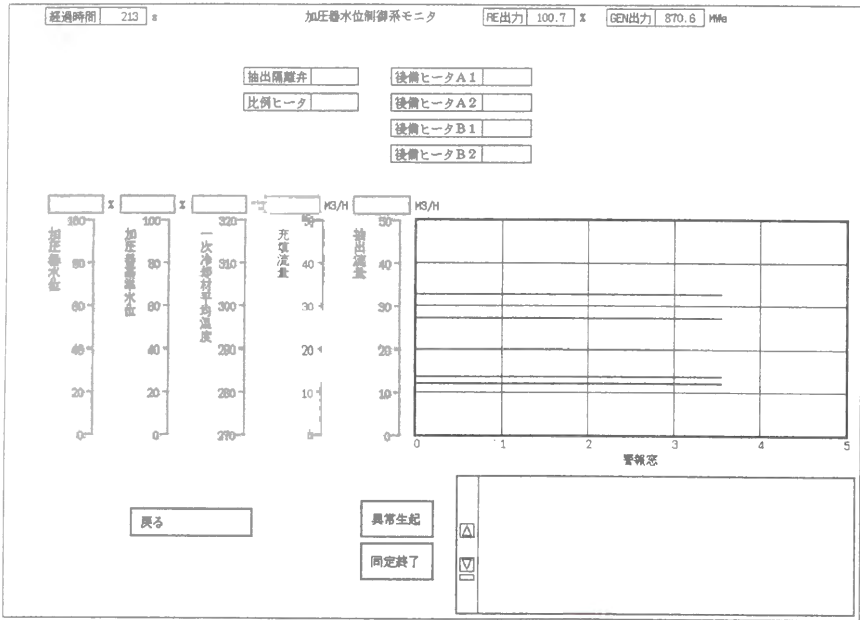 経過時間 213 s 加圧器水位制御系モニタ RE出力 100.7 % GEN出力 870.6 MWe
抽出隔離弁 後備ヒータA1
比例ヒータ 後備ヒータA2
後備ヒータB1
後備ヒータB2
% % ℃ M3/H M3/H
加圧器水位
加圧器基準水位
一次冷却材平均温度
充填流量
抽出流量
100 100 320 50 50
80 80 310 40 40
60 60 300 30 30
40 40 290 20 20
20 20 280 10 10
0 0 270 0 0
0 1 2 3 4 5
警報窓
戻る
異常生起
同定終了